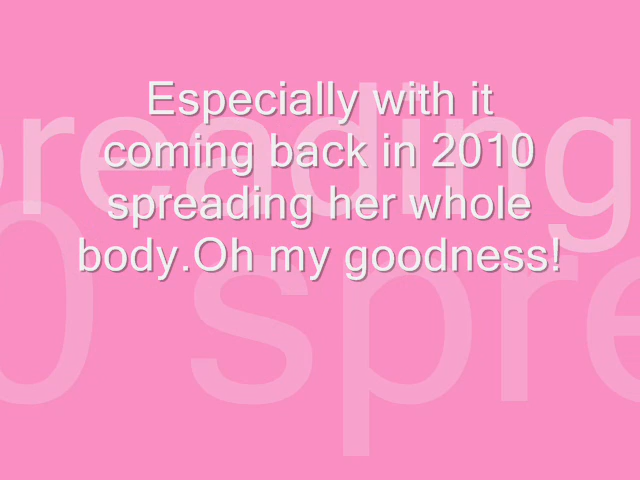 Especially with it
coming back in 2010
spreading her whole
body.Oh my goodness!